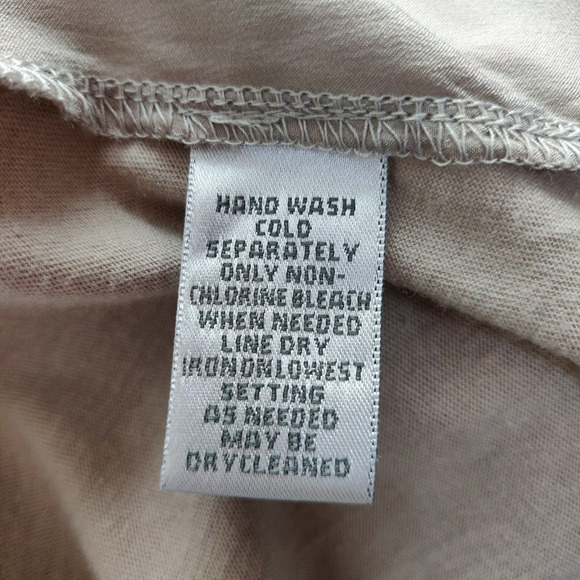 HAND WASH
COLD
SEPARATELY
ONLY NON-
CHLORINE BLEACH
WHEN NEEDED
LINE DRY
IRON ON LOWEST
SETTING
AS NEEDED
MAY BE
DRYCLEANED